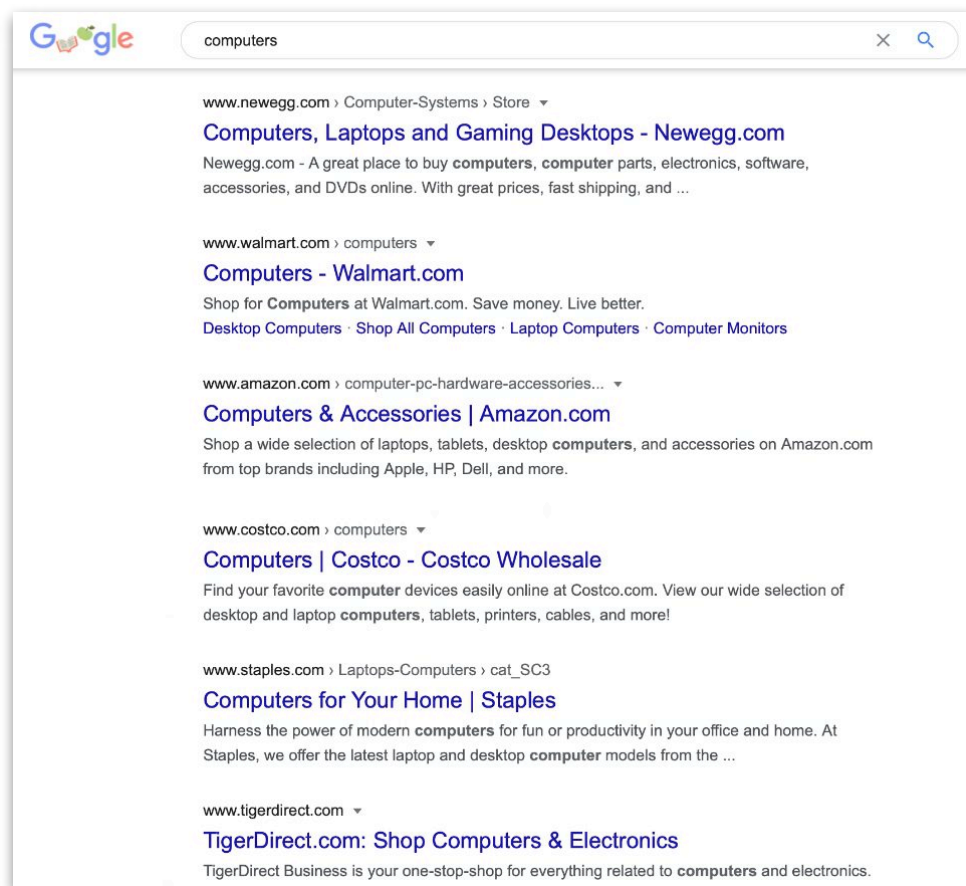 Google
computers
www.newegg.com › Computer-Systems › Store
Computers, Laptops and Gaming Desktops - Newegg.com
Newegg.com - A great place to buy computers, computer parts, electronics, software,
accessories, and DVDs online. With great prices, fast shipping, and ...
www.walmart.com › computers
Computers - Walmart.com
Shop for Computers at Walmart.com. Save money. Live better.
Desktop Computers · Shop All Computers · Laptop Computers · Computer Monitors
www.amazon.com › computer-pc-hardware-accessories...
Computers & Accessories | Amazon.com
Shop a wide selection of laptops, tablets, desktop computers, and accessories on Amazon.com
from top brands including Apple, HP, Dell, and more.
www.costco.com › computers
Computers | Costco - Costco Wholesale
Find your favorite computer devices easily online at Costco.com. View our wide selection of
desktop and laptop computers, tablets, printers, cables, and more!
www.staples.com › Laptops-Computers › cat_SC3
Computers for Your Home | Staples
Harness the power of modern computers for fun or productivity in your office and home. At
Staples, we offer the latest laptop and desktop computer models from the ...
www.tigerdirect.com
TigerDirect.com: Shop Computers & Electronics
TigerDirect Business is your one-stop-shop for everything related to computers and electronics.